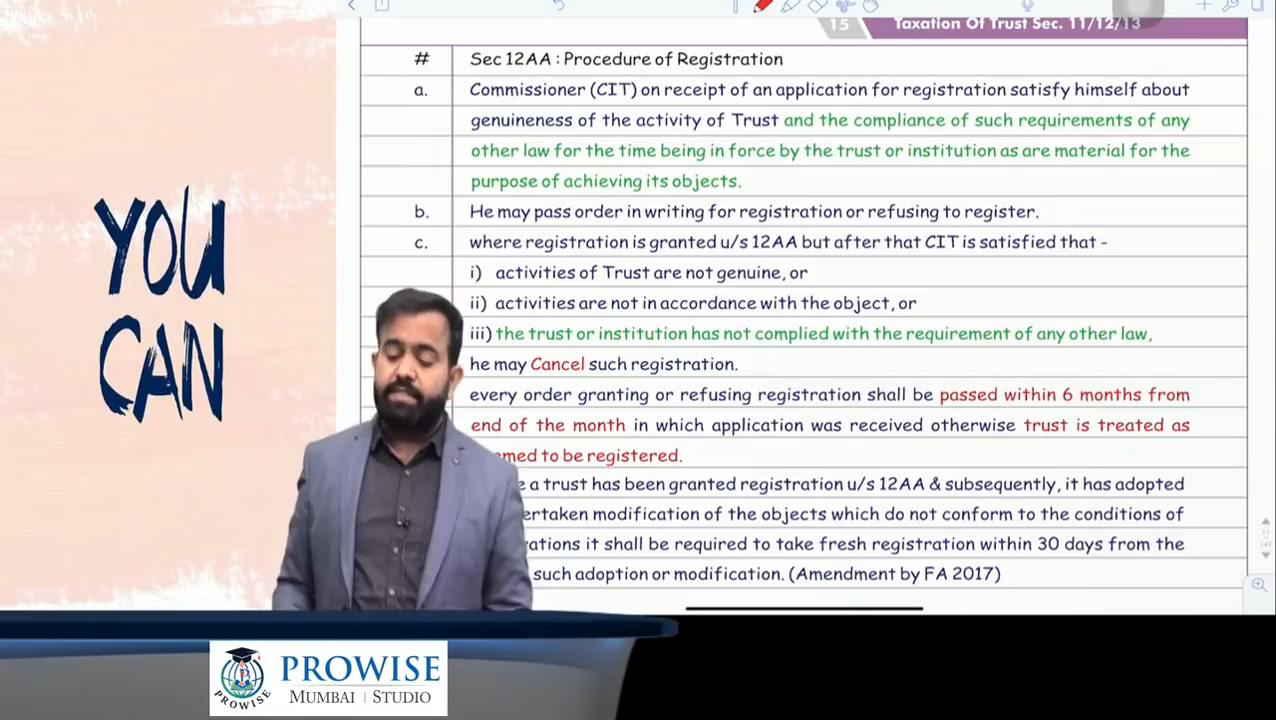 15 Taxation Of Trust Sec. 11/12/13
# Sec 12AA : Procedure of Registration
a. Commissioner (CIT) on receipt of an application for registration satisfy himself about
genuineness of the activity of Trust and the compliance of such requirements of any
other law for the time being in force by the trust or institution as are material for the
purpose of achieving its objects.
b. He may pass order in writing for registration or refusing to register.
c. where registration is granted u/s 12AA but after that CIT is satisfied that -
i) activities of Trust are not genuine, or
ii) activities are not in accordance with the object, or
iii) the trust or institution has not complied with the requirement of any other law,
he may Cancel such registration.
every order granting or refusing registration shall be passed within 6 months from
end of the month in which application was received otherwise trust is treated as
to be registered.
a trust has been granted registration u/s 12AA & subsequently, it has adopted
modification of the objects which do not conform to the conditions of
it shall be required to take fresh registration within 30 days from the
such adoption or modification. (Amendment by FA 2017)
YOU
CAN
PROWISE
PROWISE
MUMBAI | STUDIO